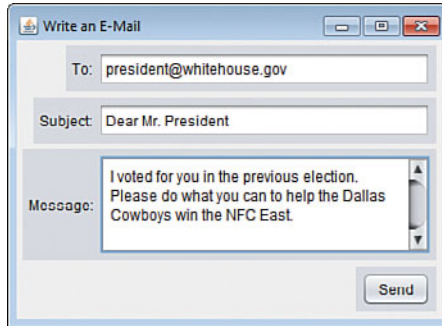 Write an E-Mail
To: president@whitehouse.gov
Subject: Dear Mr. President
Message:
I voted for you in the previous election.
Please do what you can to help the Dallas
Cowboys win the NFC East.
Send